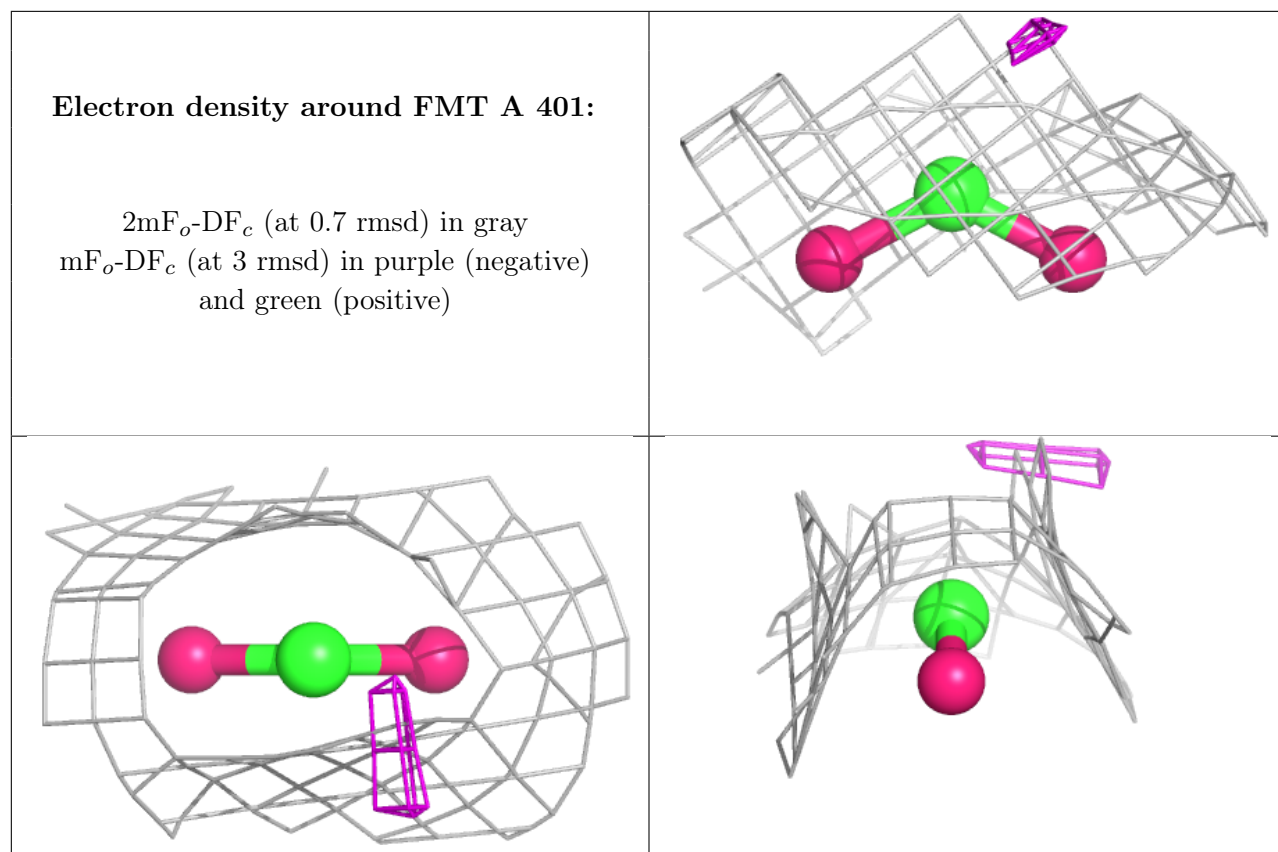 Electron density around FMT A 401:
2mFo-DFc (at 0.7 rmsd) in gray
mFo-DFc (at 3 rmsd) in purple (negative)
and green (positive)